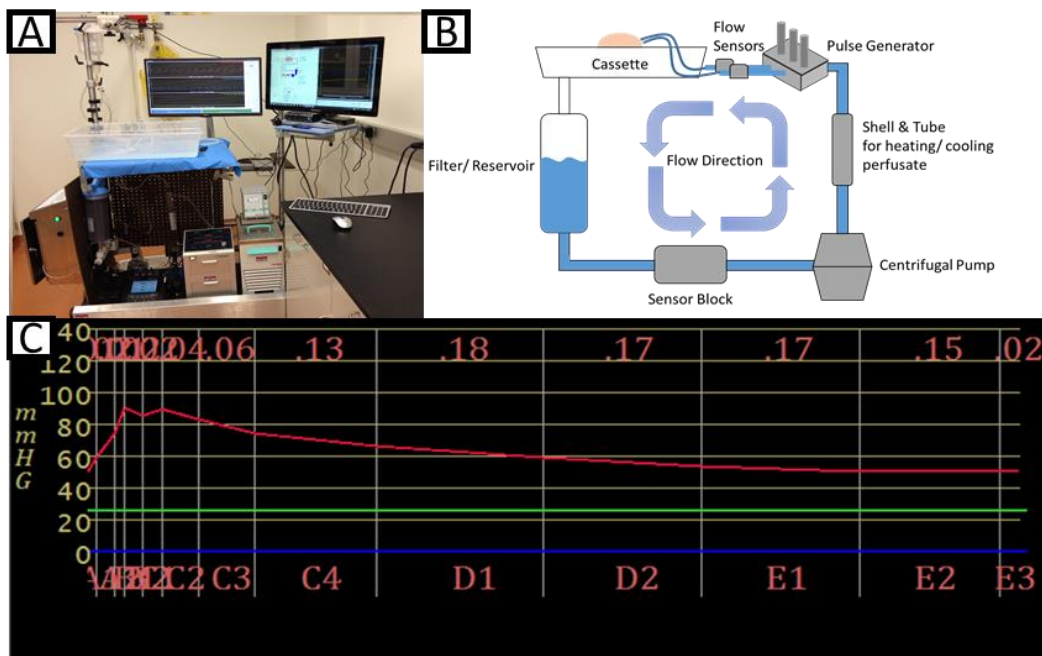 A
B
Flow
Sensors
Pulse Generator
Cassette
Shell & Tube
for heating/ cooling
perfusate
Filter/ Reservoir
Flow Direction
Centrifugal Pump
Sensor Block
C
40
.04 .06 .13 .18 .17 .17 .15 .02
120
100
m
80
m
60
H
G
40
20
0
C2 C3 C4 D1 D2 E1 E2 E3